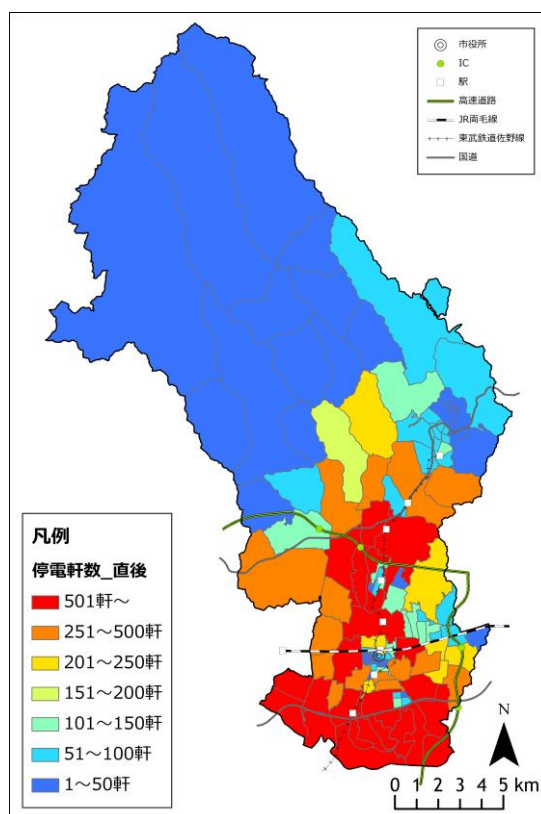 市役所
IC
駅
高速道路
JR両毛線
東武鉄道佐野線
国道
凡例
停電軒数_直後
501軒～
251～500軒
201～250軒
151～200軒
101～150軒
51～100軒
1～50軒
N
0 1 2 3 4 5 km